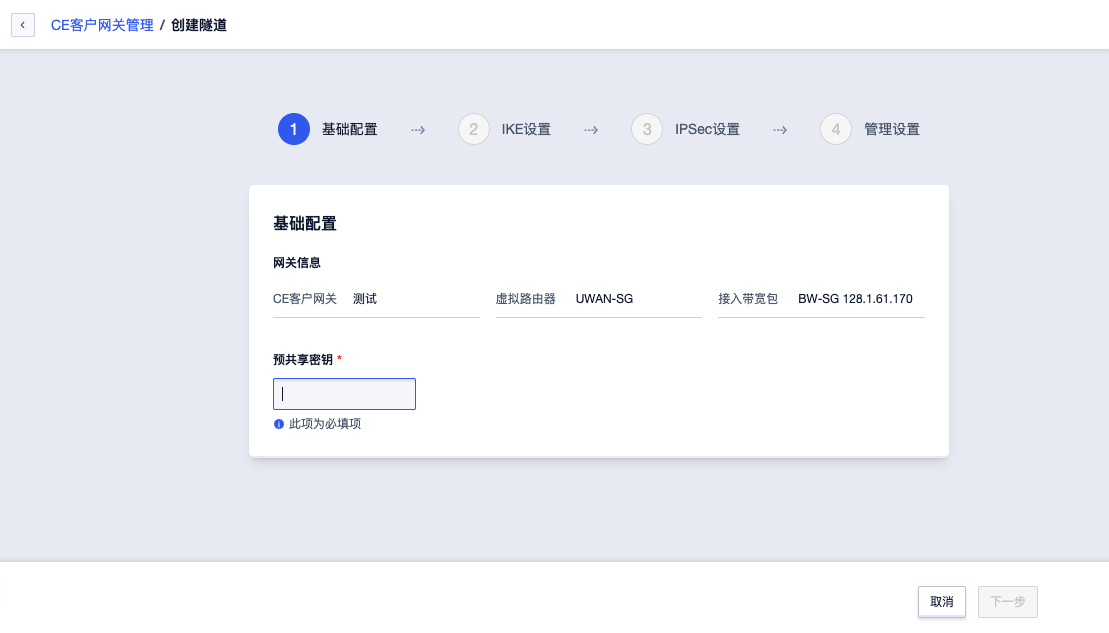 CE客户网关管理 / 创建隧道
1 基础配置 2 IKE设置 3 IPSec设置 4 管理设置
基础配置
网关信息
CE客户网关 测试 虚拟路由器 UWAN-SG 接入带宽包 BW-SG 128.1.61.170
预共享密钥 *
此项为必填项
取消 下一步